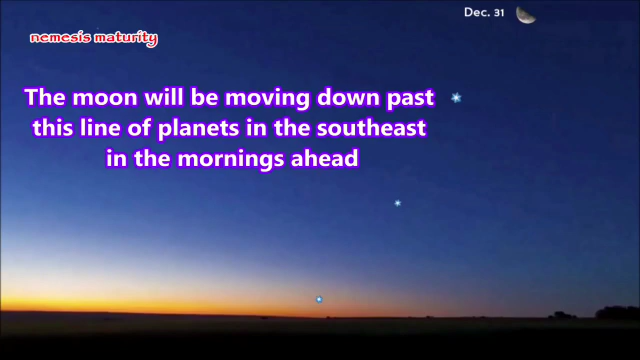 Dec. 31
nemesis maturity
The moon will be moving down past
this line of planets in the southeast
in the mornings ahead